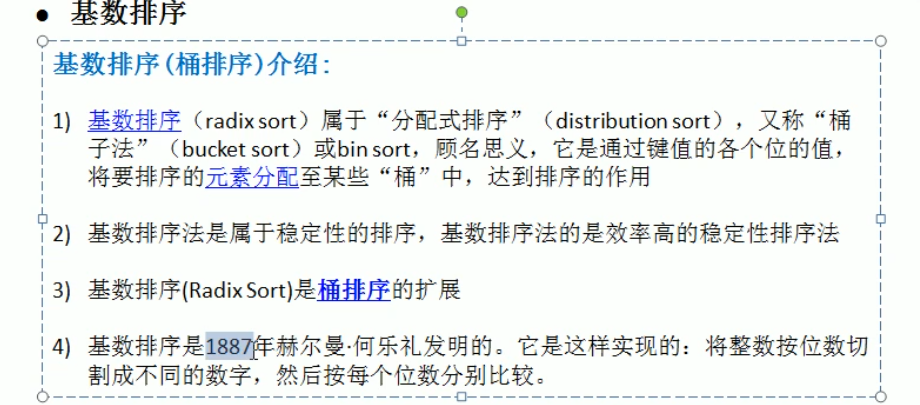 ● 基数排序
基数排序(桶排序)介绍:
1) 基数排序（radix sort）属于“分配式排序”（distribution sort），又称“桶
子法”（bucket sort）或bin sort，顾名思义，它是通过键值的各个位的值，
将要排序的元素分配至某些“桶”中，达到排序的作用
2) 基数排序法是属于稳定性的排序，基数排序法的是效率高的稳定性排序法
3) 基数排序(Radix Sort)是桶排序的扩展
4) 基数排序是1887年赫尔曼·何乐礼发明的。它是这样实现的：将整数按位数切
割成不同的数字，然后按每个位数分别比较。